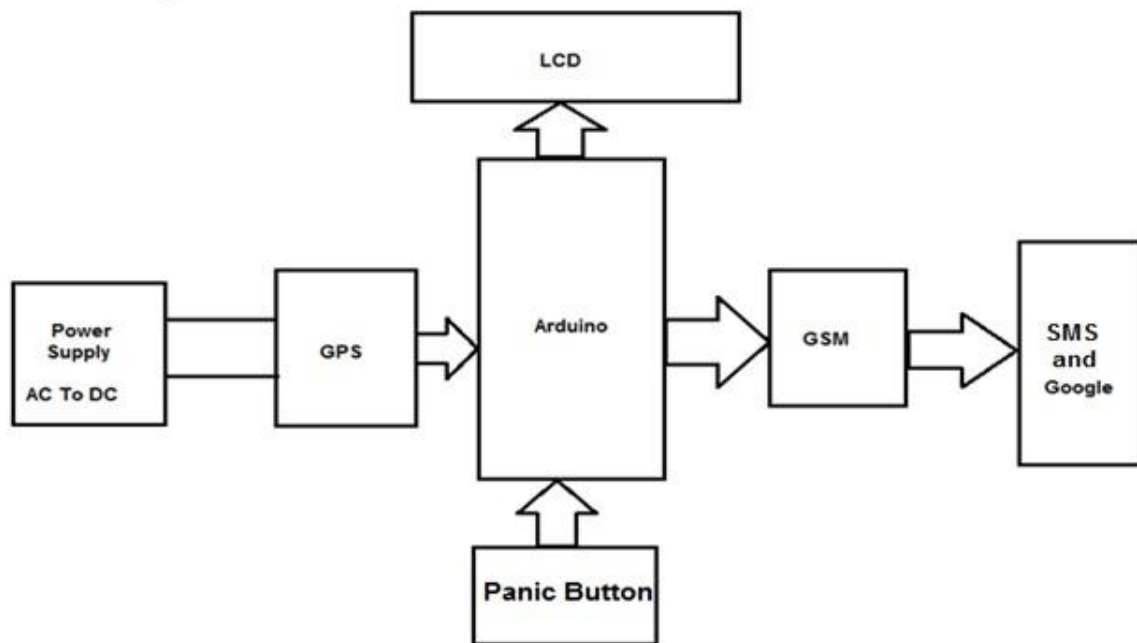 LCD
Arduino
Power
Supply
AC To DC
GPS
GSM
SMS
and
Google
Panic Button